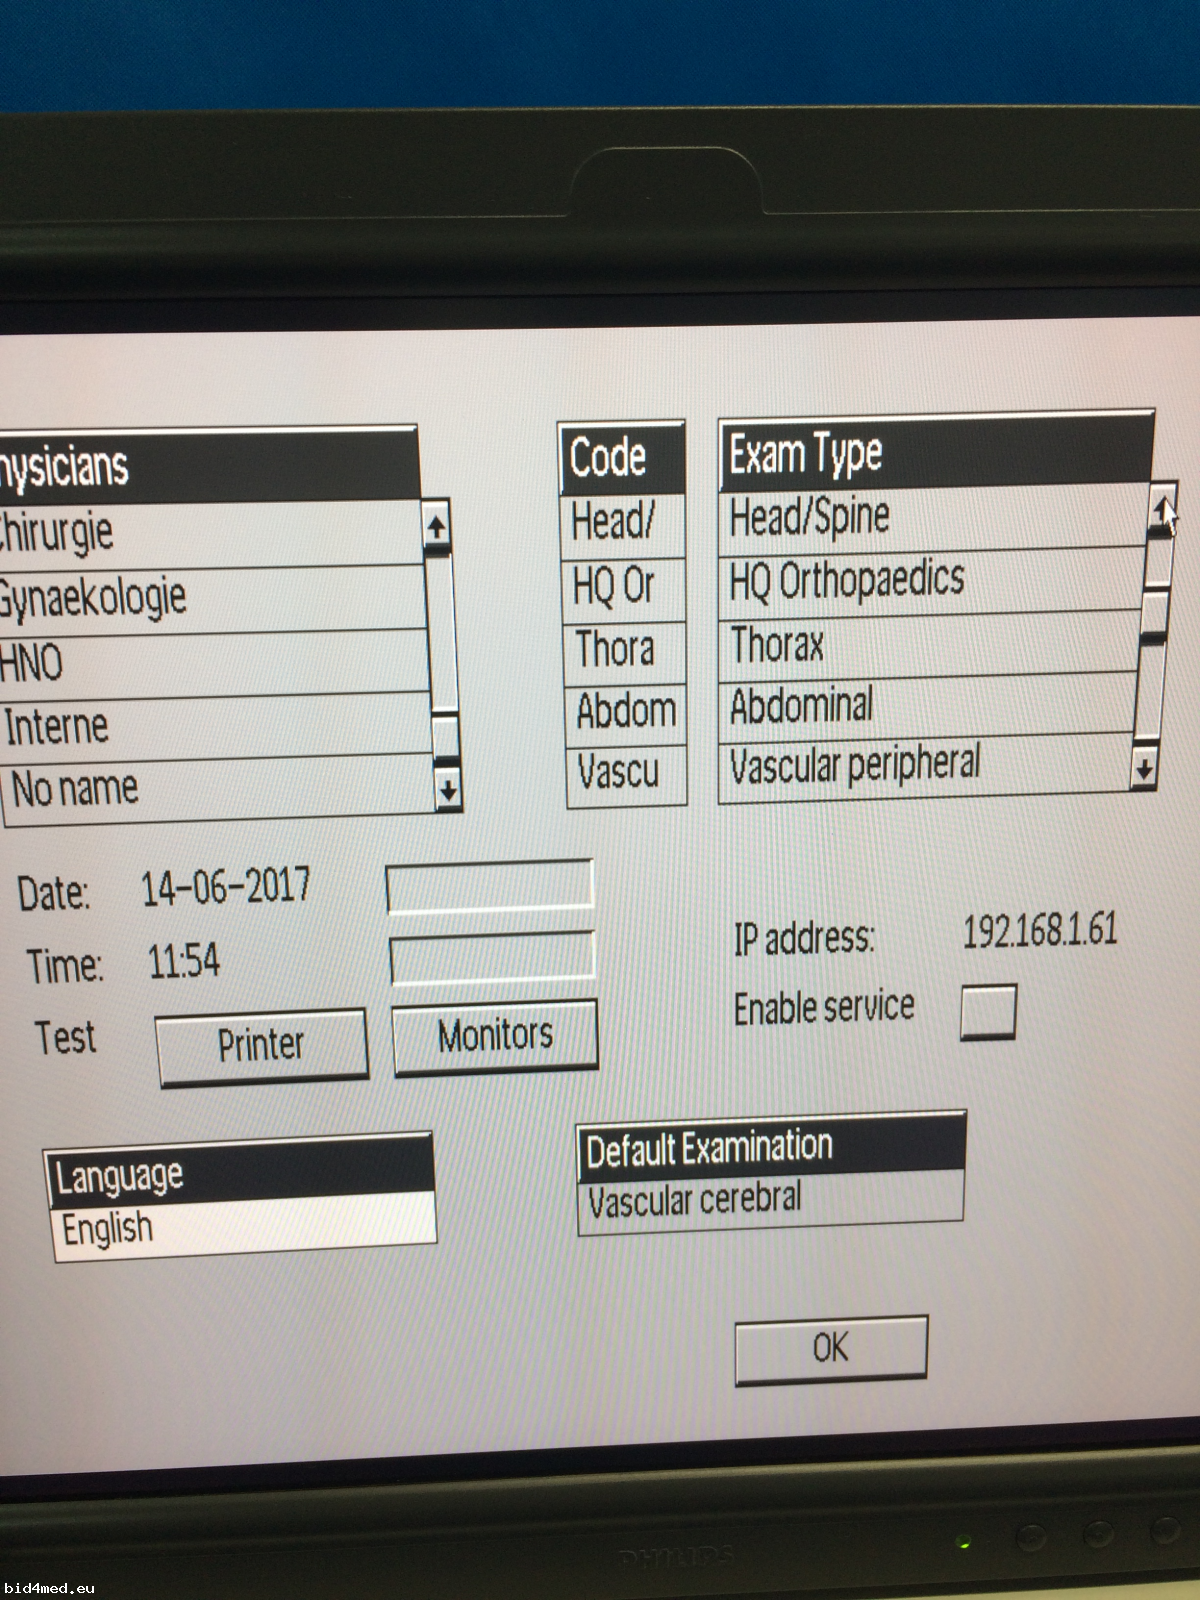 hysicians
Chirurgie
Gynaekologie
HNO
Interne
No name
Code
Head/
HQ Or
Thora
Abdom
Vascu
Exam Type
Head/Spine
HQ Orthopaedics
Thorax
Abdominal
Vascular peripheral
Date: 14-06-2017
Time: 11:54
Test Printer Monitors
IP address: 192.168.1.61
Enable service
Language
English
Default Examination
Vascular cerebral
OK
PHILIPS
bid4med.eu